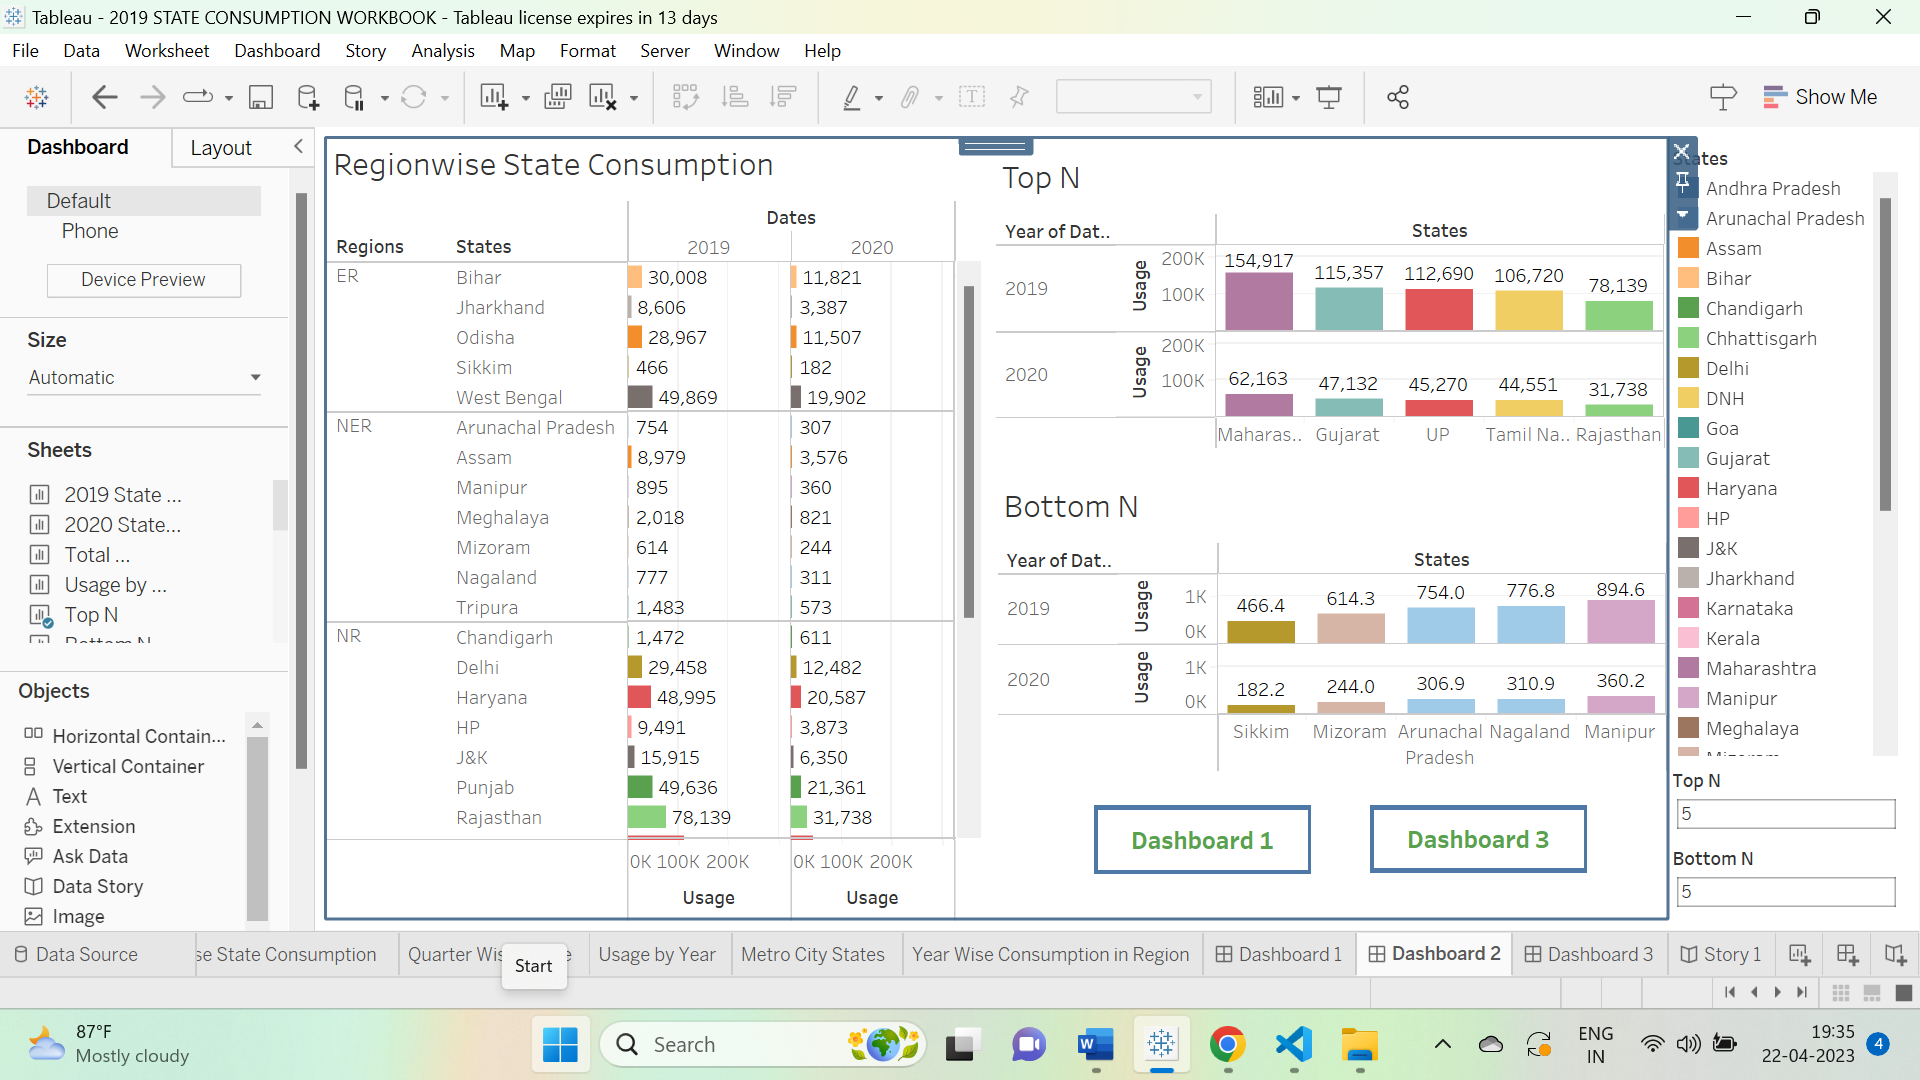 Tableau - 2019 STATE CONSUMPTION WORKBOOK - Tableau license expires in 13 days
File Data Worksheet Dashboard Story Analysis Map Format Server Window Help
Show Me
Dashboard Layout
Default
Phone
Device Preview
Size
Automatic
Sheets
2019 State ...
2020 State...
Total ...
Usage by ...
Top N
Bottom N
Objects
Horizontal Contain...
Vertical Container
Text
Extension
Ask Data
Data Story
Image
Regionwise State Consumption
Dates
Regions States 2019 2020
ER Bihar 30,008 11,821
Jharkhand 8,606 3,387
Odisha 28,967 11,507
Sikkim 466 182
West Bengal 49,869 19,902
NER Arunachal Pradesh 754 307
Assam 8,979 3,576
Manipur 895 360
Meghalaya 2,018 821
Mizoram 614 244
Nagaland 777 311
Tripura 1,483 573
NR Chandigarh 1,472 611
Delhi 29,458 12,482
Haryana 48,995 20,587
HP 9,491 3,873
J&K 15,915 6,350
Punjab 49,636 21,361
Rajasthan 78,139 31,738
0K 100K 200K 0K 100K 200K
Usage Usage
Top N
Year of Dat.. States
2019 Usage 200K 100K 154,917 115,357 112,690 106,720 78,139
2020 Usage 200K 100K 62,163 47,132 45,270 44,551 31,738
Maharas.. Gujarat UP Tamil Na.. Rajasthan
Bottom N
Year of Dat.. States
2019 Usage 1K 0K 466.4 614.3 754.0 776.8 894.6
2020 Usage 1K 0K 182.2 244.0 306.9 310.9 360.2
Sikkim Mizoram Arunachal Pradesh Nagaland Manipur
Dashboard 1 Dashboard 3
tates
Andhra Pradesh
Arunachal Pradesh
Assam
Bihar
Chandigarh
Chhattisgarh
Delhi
DNH
Goa
Gujarat
Haryana
HP
J&K
Jharkhand
Karnataka
Kerala
Maharashtra
Manipur
Meghalaya
Mizoram
Top N
5
Bottom N
5
Data Source se State Consumption Quarter Wis e Usage by Year Metro City States Year Wise Consumption in Region Dashboard 1 Dashboard 2 Dashboard 3 Story 1
Start
87°F
Mostly cloudy
Search
ENG
IN
19:35
22-04-2023
4